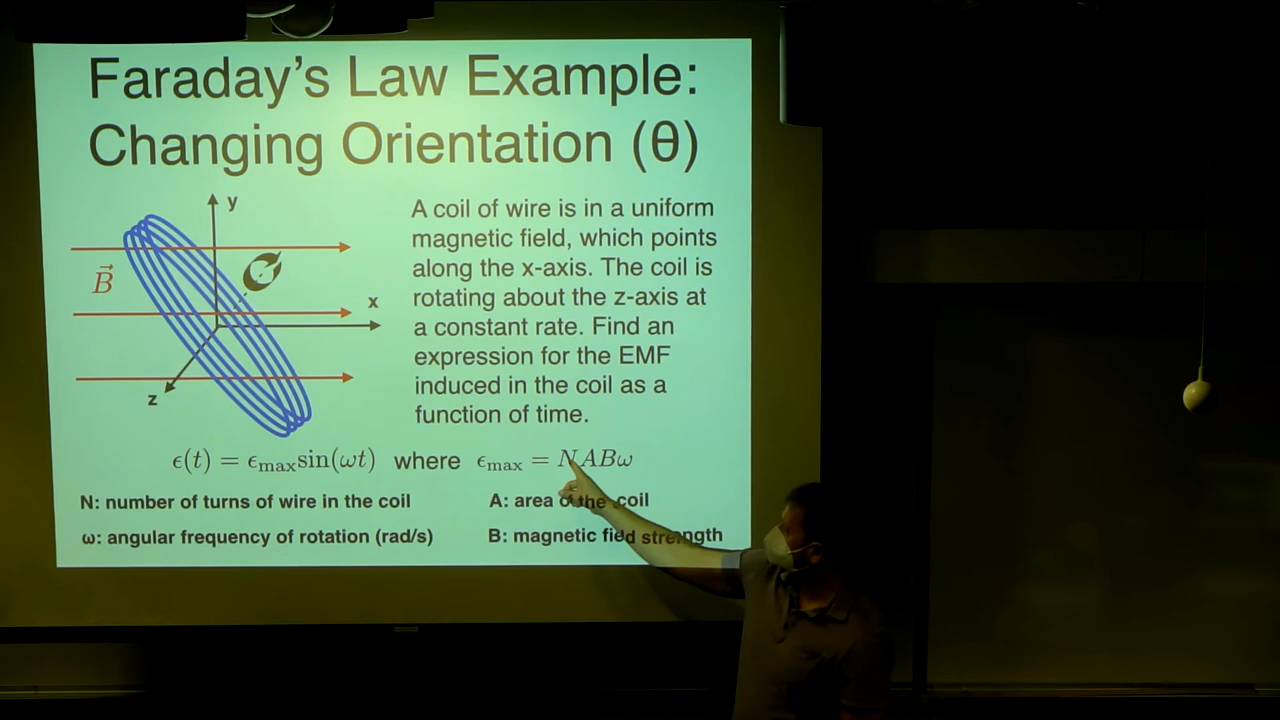 Faraday's Law Example:
Changing Orientation (θ)
y
B⃗
x
z
A coil of wire is in a uniform
magnetic field, which points
along the x-axis. The coil is
rotating about the z-axis at
a constant rate. Find an
expression for the EMF
induced in the coil as a
function of time.
ϵ(t) = ϵmax sin(ωt) where ϵmax = NABω
N: number of turns of wire in the coil
A: area of the coil
ω: angular frequency of rotation (rad/s)
B: magnetic field strength